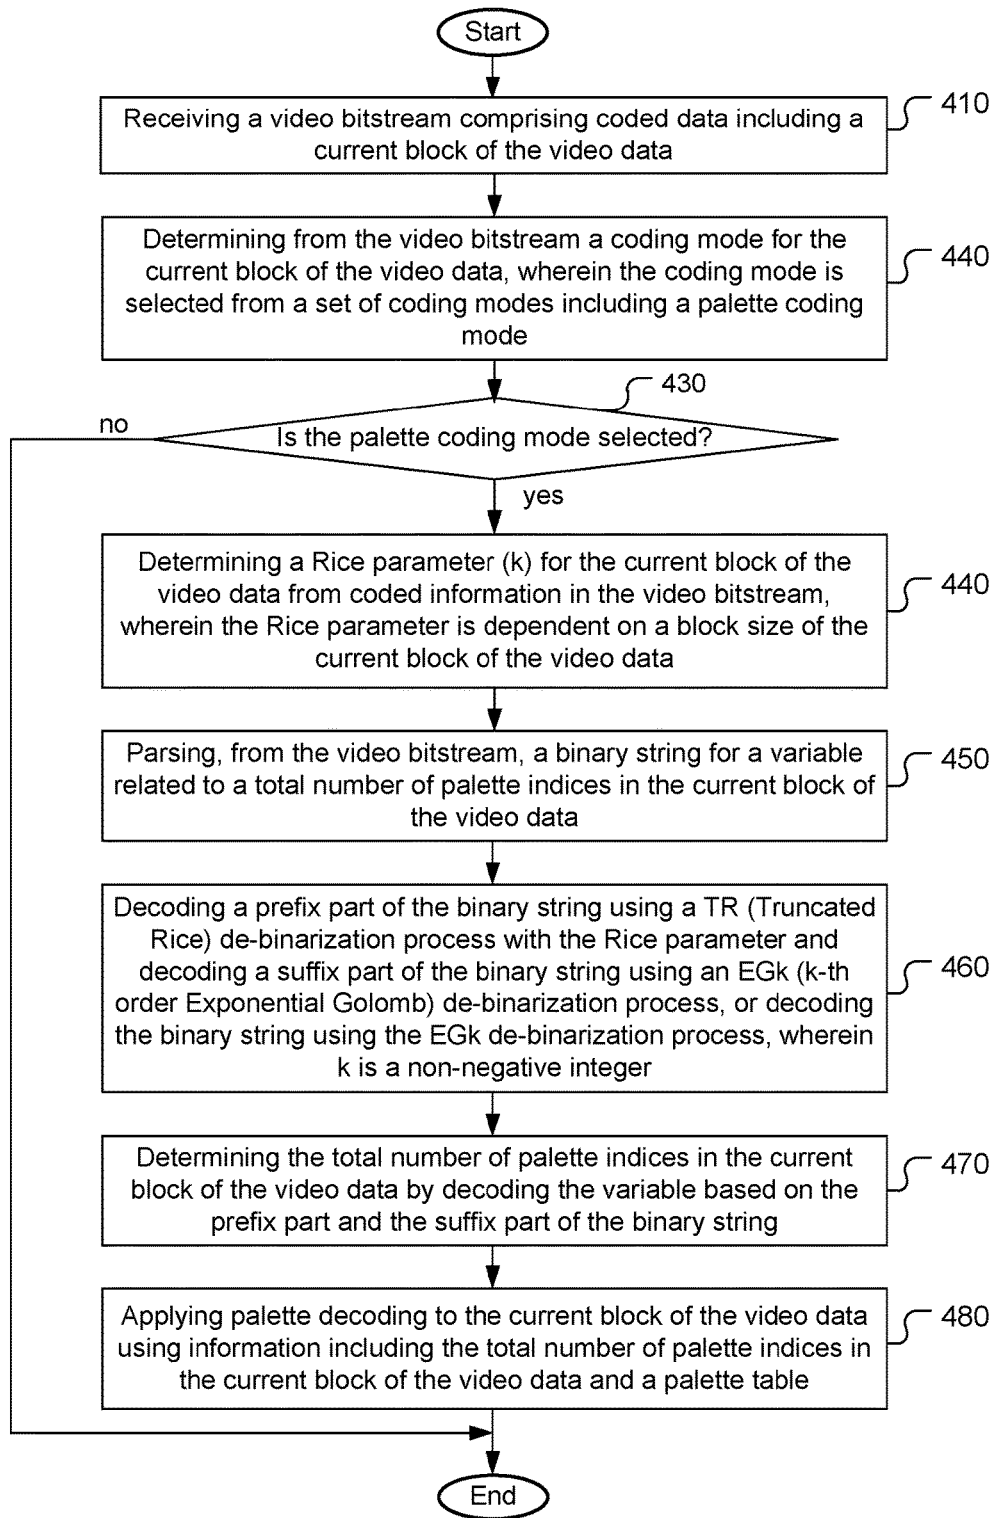 Start
Receiving a video bitstream comprising coded data including a
current block of the video data
410
Determining from the video bitstream a coding mode for the
current block of the video data, wherein the coding mode is
selected from a set of coding modes including a palette coding
mode
440
430
no
Is the palette coding mode selected?
yes
Determining a Rice parameter (k) for the current block of the
video data from coded information in the video bitstream,
wherein the Rice parameter is dependent on a block size of the
current block of the video data
440
Parsing, from the video bitstream, a binary string for a variable
related to a total number of palette indices in the current block of
the video data
450
Decoding a prefix part of the binary string using a TR (Truncated
Rice) de-binarization process with the Rice parameter and
decoding a suffix part of the binary string using an EGk (k-th
order Exponential Golomb) de-binarization process, or decoding
the binary string using the EGk de-binarization process, wherein
k is a non-negative integer
460
Determining the total number of palette indices in the current
block of the video data by decoding the variable based on the
prefix part and the suffix part of the binary string
470
Applying palette decoding to the current block of the video data
using information including the total number of palette indices in
the current block of the video data and a palette table
480
End